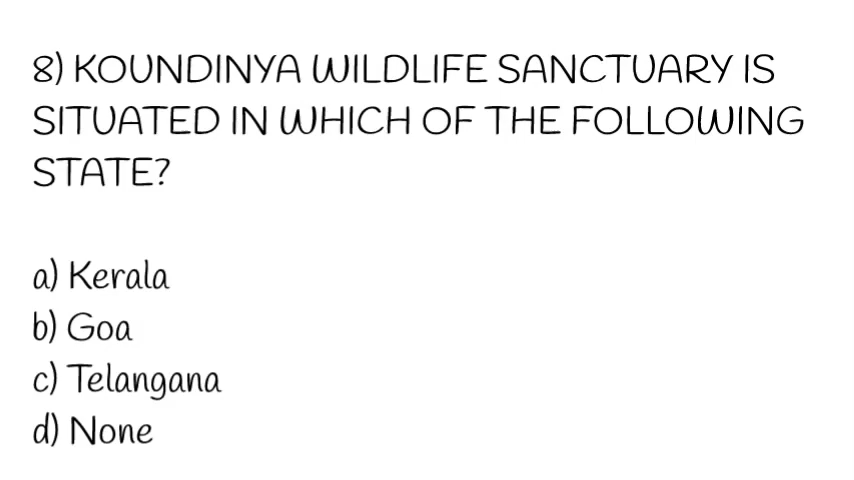 8) KOUNDINYA WILDLIFE SANCTUARY IS
SITUATED IN WHICH OF THE FOLLOWING
STATE?
a) Kerala
b) Goa
c) Telangana
d) None